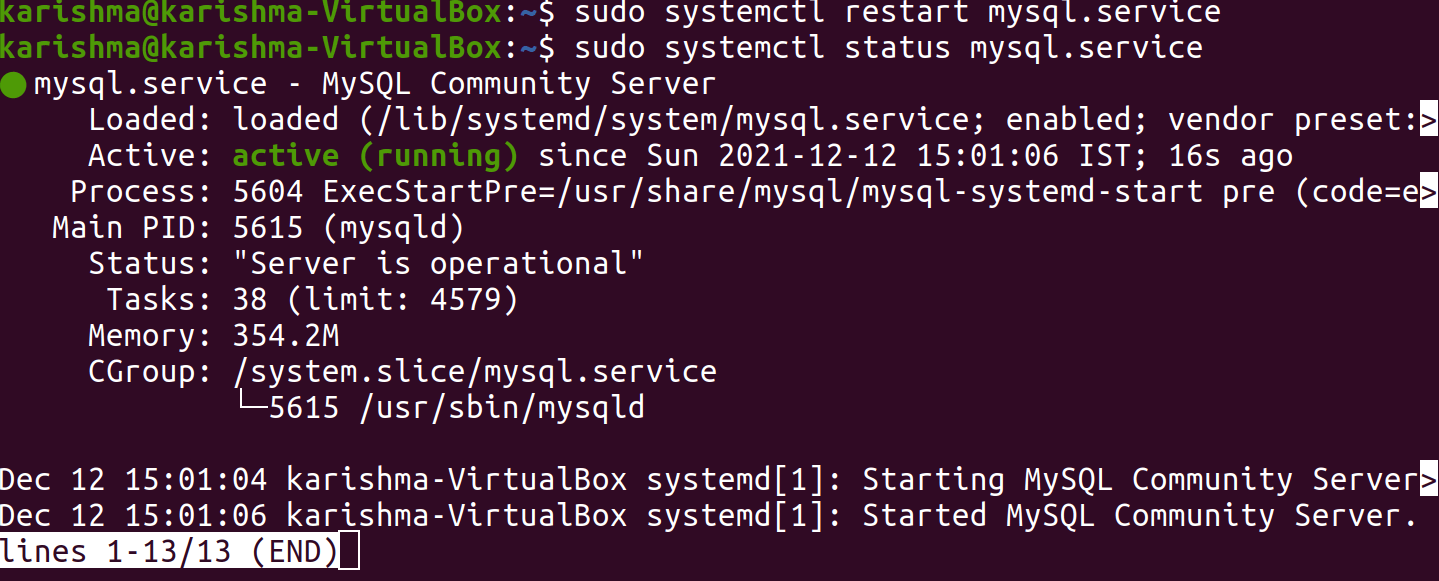 karishma@karishma-VirtualBox:~$ sudo systemctl restart mysql.service
karishma@karishma-VirtualBox:~$ sudo systemctl status mysql.service
● mysql.service - MySQL Community Server
     Loaded: loaded (/lib/systemd/system/mysql.service; enabled; vendor preset:>
     Active: active (running) since Sun 2021-12-12 15:01:06 IST; 16s ago
    Process: 5604 ExecStartPre=/usr/share/mysql/mysql-systemd-start pre (code=e>
   Main PID: 5615 (mysqld)
     Status: "Server is operational"
      Tasks: 38 (limit: 4579)
     Memory: 354.2M
     CGroup: /system.slice/mysql.service
             └─5615 /usr/sbin/mysqld
Dec 12 15:01:04 karishma-VirtualBox systemd[1]: Starting MySQL Community Server>
Dec 12 15:01:06 karishma-VirtualBox systemd[1]: Started MySQL Community Server.
lines 1-13/13 (END)